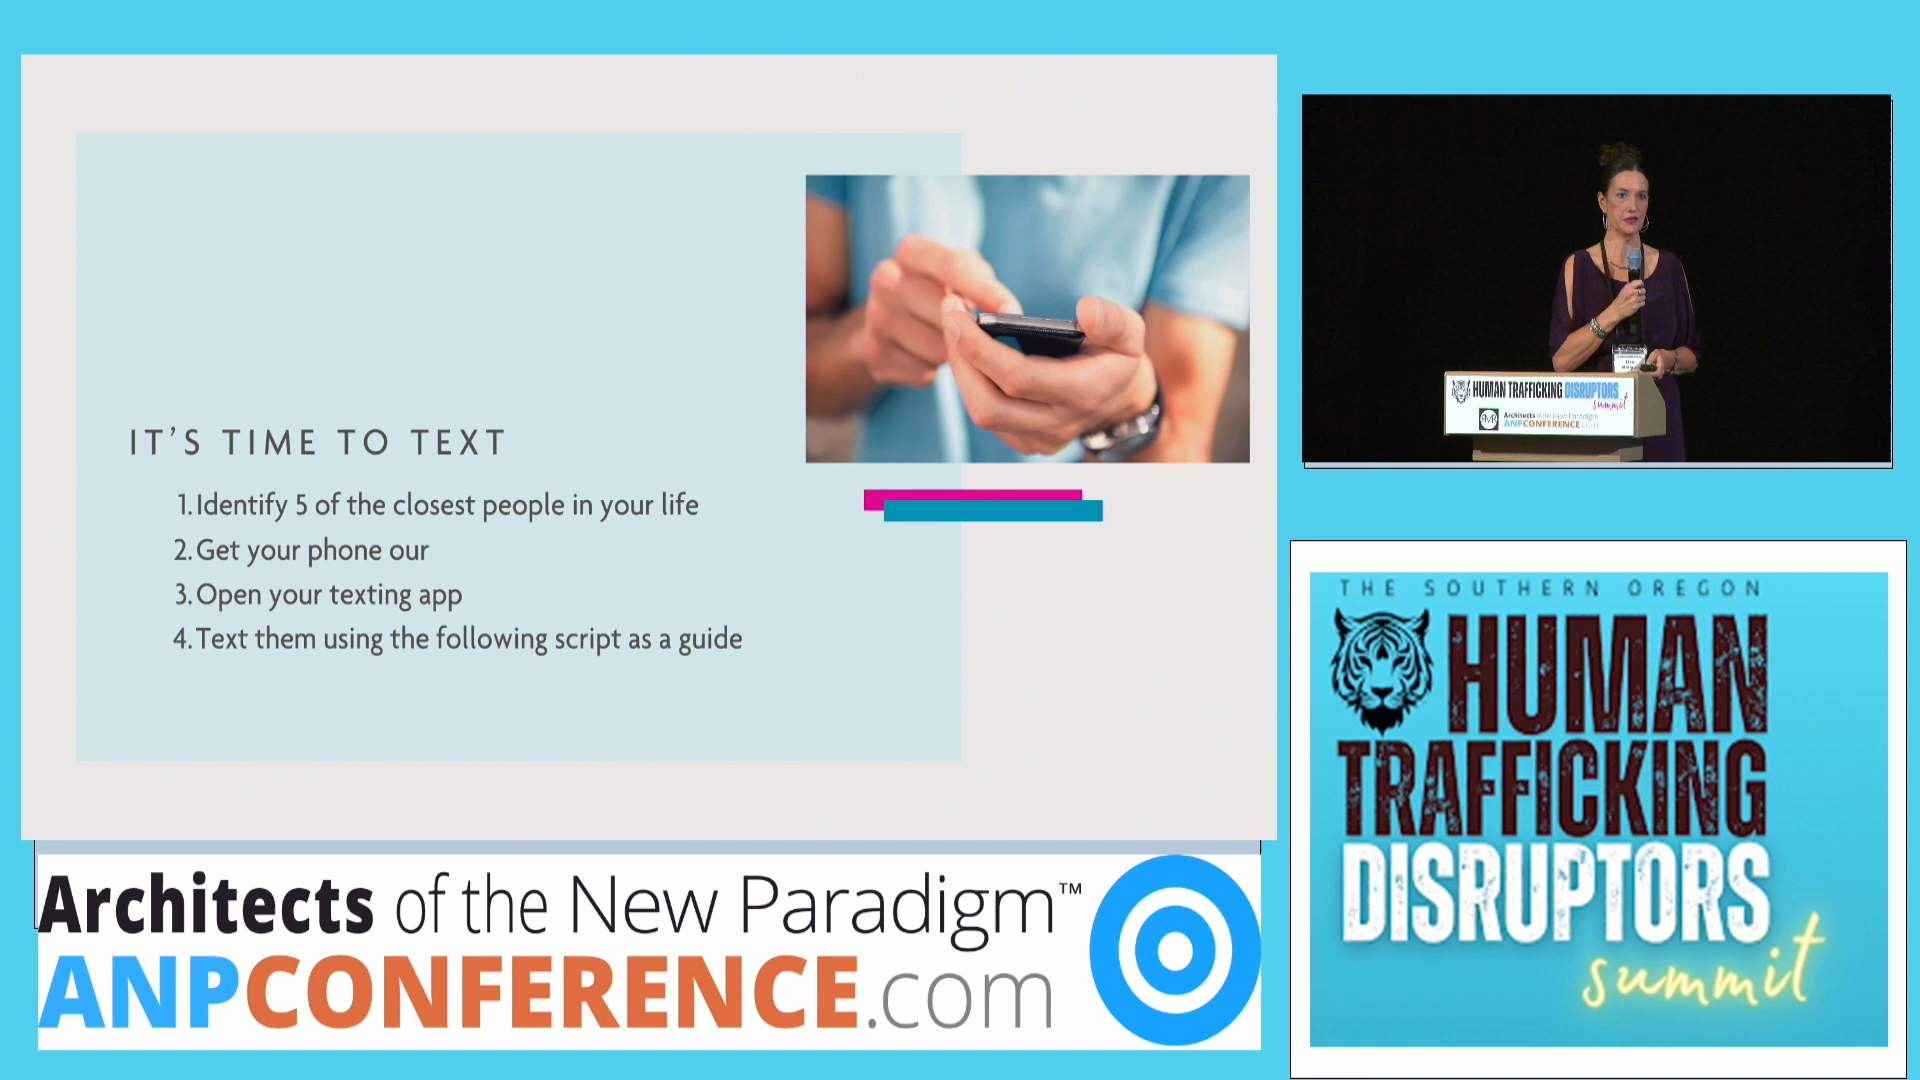 IT'S TIME TO TEXT
1. Identify 5 of the closest people in your life
2. Get your phone our
3. Open your texting app
4. Text them using the following script as a guide
Architects of the New Paradigm™
ANPCONFERENCE.com
HUMAN TRAFFICKING DISRUPTORS
summit
Architects of the New Paradigm
ANPCONFERENCE.com
THE SOUTHERN OREGON
HUMAN
TRAFFICKING
DISRUPTORS
summit